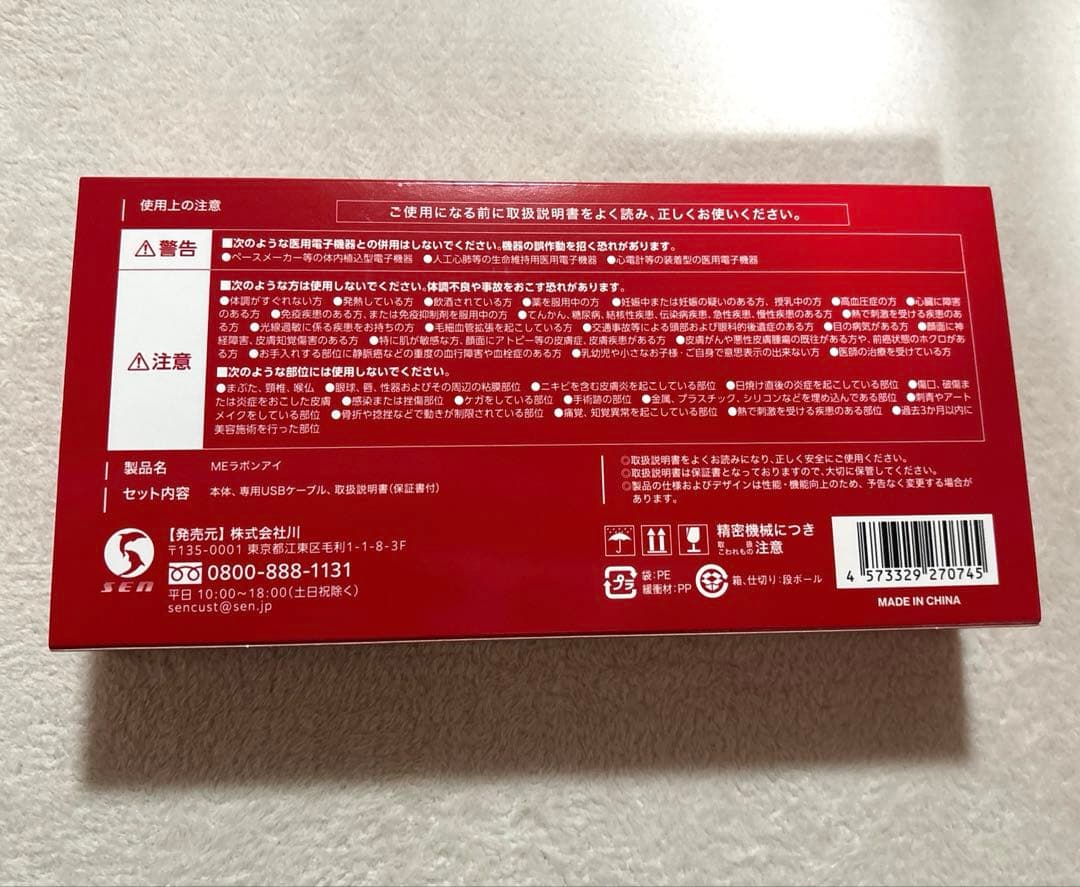 使用上の注意
ご使用になる前に取扱説明書をよく読み、正しくお使いください。
⚠警告
■次のような医用電子機器との併用はしないでください。機器の誤作動を招く恐れがあります。
●ペースメーカー等の体内植込型電子機器 ●人工心肺等の生命維持用医用電子機器 ●心電計等の装着型の医用電子機器
⚠注意
■次のような方は使用しないでください。体調不良や事故をおこす恐れがあります。
●体調がすぐれない方 ●発熱している方 ●飲酒されている方 ●薬を服用中の方 ●妊娠中または妊娠の疑いのある方、授乳中の方 ●高血圧症の方 ●心臓に障害
のある方 ●免疫疾患のある方、または免疫抑制剤を服用中の方 ●てんかん、糖尿病、結核性疾患、伝染病疾患、急性疾患、慢性疾患のある方 ●熱で刺激を受ける疾患のあ
る方 ●光線過敏に係る疾患をお持ちの方 ●毛細血管拡張を起こしている方 ●交通事故等による頭部および眼科的後遺症のある方 ●目の病気がある方 ●顔面に神
経障害、皮膚知覚傷害のある方 ●特に肌が敏感な方、顔面にアトピー等の皮膚症、皮膚疾患がある方 ●皮膚がんや悪性皮膚腫瘍の既往がある方や、前癌状態のホクロがあ
る方 ●お手入れする部位に静脈癌などの重度の血行障害や血栓症のある方 ●乳幼児や小さなお子様・ご自身で意思表示の出来ない方 ●医師の治療を受けている方
■次のような部位には使用しないでください。
●まぶた、頸椎、喉仏 ●眼球、唇、性器およびその周辺の粘膜部位 ●ニキビを含む皮膚炎を起こしている部位 ●日焼け直後の炎症を起こしている部位 ●傷口、破傷ま
たは炎症をおこした皮膚 ●感染または挫傷部位 ●ケガをしている部位 ●手術跡の部位 ●金属、プラスチック、シリコンなどを埋め込んである部位 ●刺青やアート
メイクをしている部位 ●骨折や捻挫などで動きが制限されている部位 ●痛覚、知覚異常を起こしている部位 ●熱で刺激を受ける疾患のある部位 ●過去3か月以内に
美容施術を行った部位
製品名 MEラボンアイ
セット内容 本体、専用USBケーブル、取扱説明書（保証書付）
◎取扱説明書をよくお読みになり、正しく安全にご使用ください。
◎取扱説明書は保証書となっておりますので、大切に保管してください。
◎製品の仕様およびデザインは性能・機能向上のため、予告なく変更する場合が
あります。
SEN
【発売元】株式会社川
〒135-0001 東京都江東区毛利1-1-8-3F
0800-888-1131
平日 10:00～18:00（土日祝除く）
sencust@sen.jp
精密機械につき
取扱注意
こわれもの
プラ
袋：PE
緩衝材：PP
箱、仕切り：段ボール
4 573329 270745
MADE IN CHINA